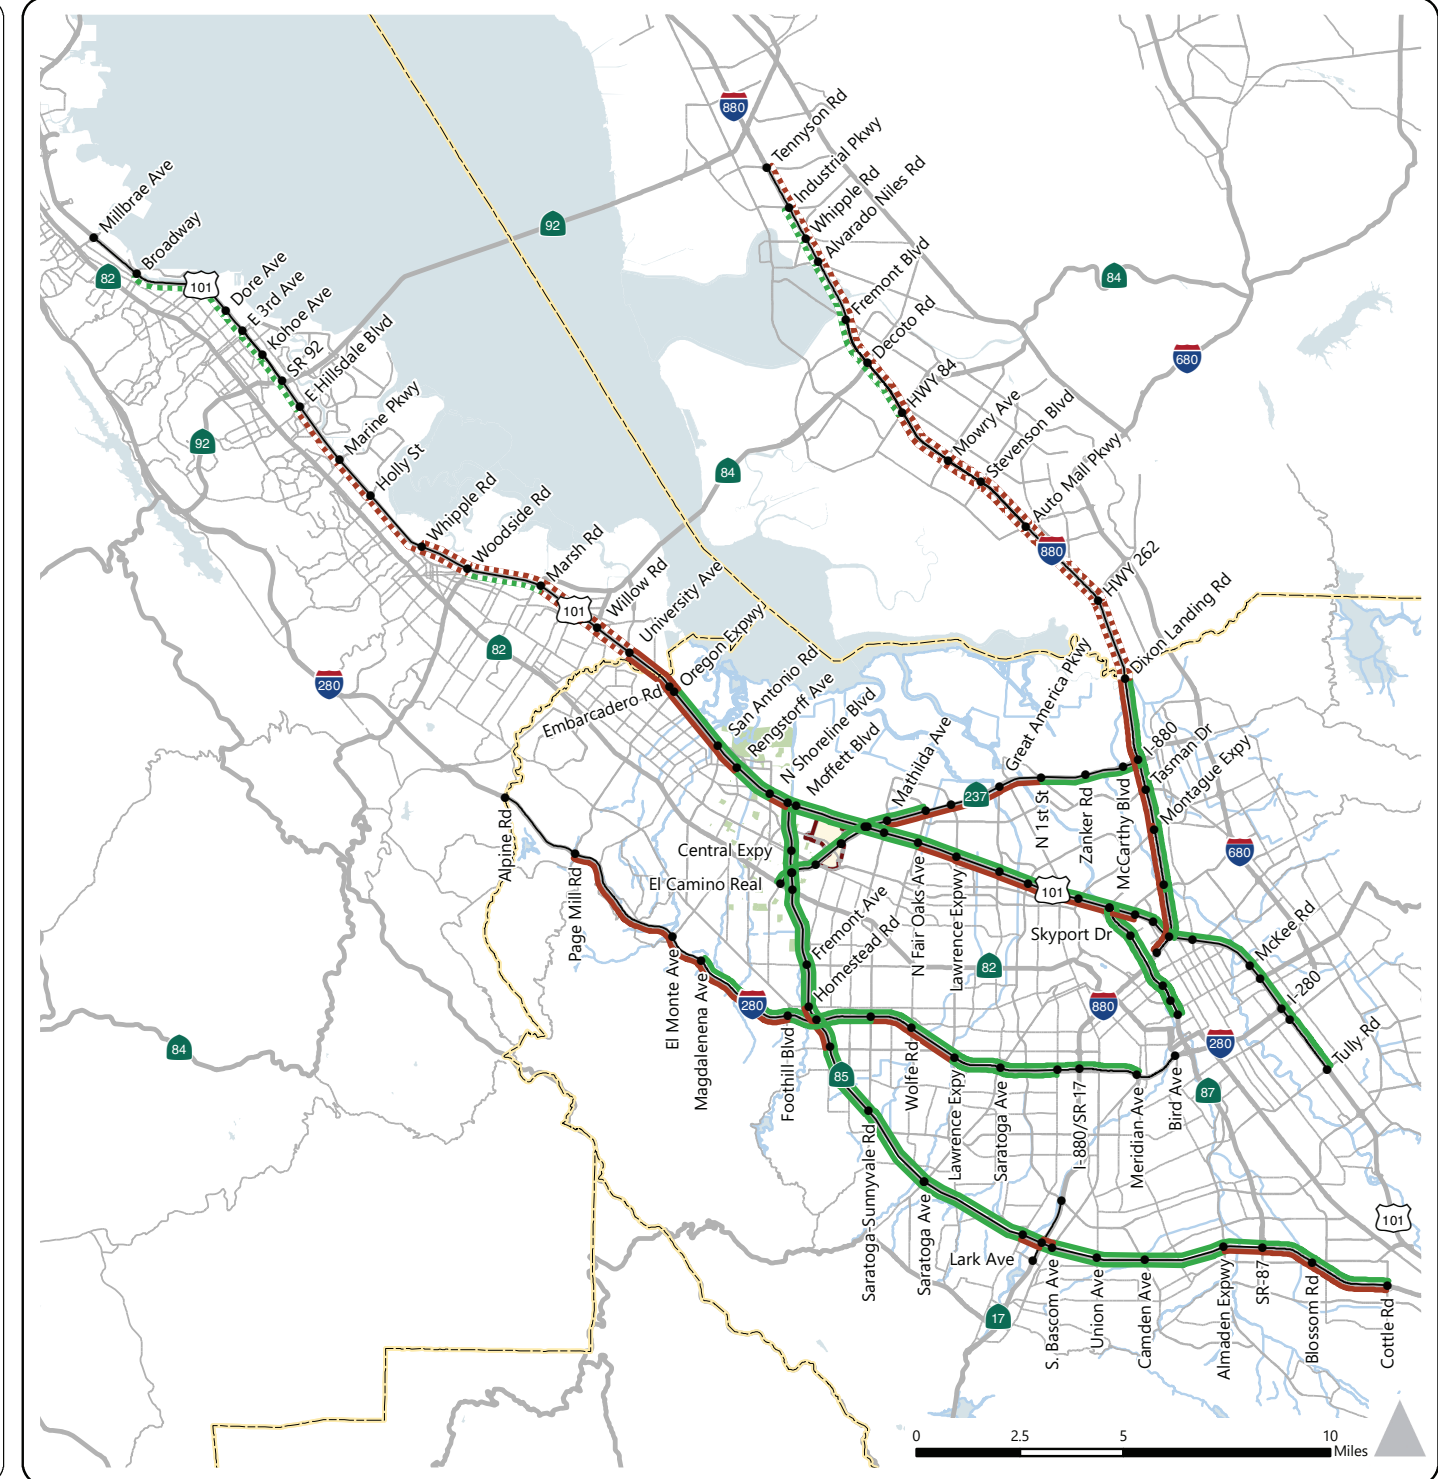 880
Tennyson Rd
Industrial Pkwy
Whipple Rd
Alvarado Niles Rd
Fremont Blvd
Decoto Rd
HWY 84
Mowry Ave
Stevenson Blvd
Auto Mall Pkwy
880
HWY 262
Dixon Landing Rd
92
84
680
84
Millbrae Ave
Broadway
82
101
Dore Ave
E 3rd Ave
Kohoe Ave
SR 92
E Hillsdale Blvd
92
Marine Pkwy
Holly St
Whipple Rd
Woodside Rd
Marsh Rd
101
Willow Rd
University Ave
82
280
Embarcadero Rd
Oregon Expwy
San Antonio Rd
Rengstorff Ave
N Shoreline Blvd
Moffett Blvd
Mathilda Ave
Great America Pkwy
237
N 1st St
Zanker Rd
McCarthy Blvd
I-880
Tasman Dr
Montague Expy
680
Central Expy
El Camino Real
Alpine Rd
Page Mill Rd
El Monte Ave
Magdalenena Ave
280
Foothill Blvd
Fremont Ave
Homestead Rd
N Fair Oaks Ave
Lawrence Expwy
101
Skyport Dr
82
880
McKee Rd
I-280
280
Tully Rd
84
85
Wolfe Rd
Lawrence Expy
Saratoga Ave
I-880/SR-17
Meridian Ave
Bird Ave
87
Saratoga-Sunnyvale Rd
Saratoga Ave
Lark Ave
17
S. Bascom Ave
Union Ave
Camden Ave
Almaden Expwy
SR-87
Blossom Rd
Cottle Rd
101
0 2.5 5 10
Miles